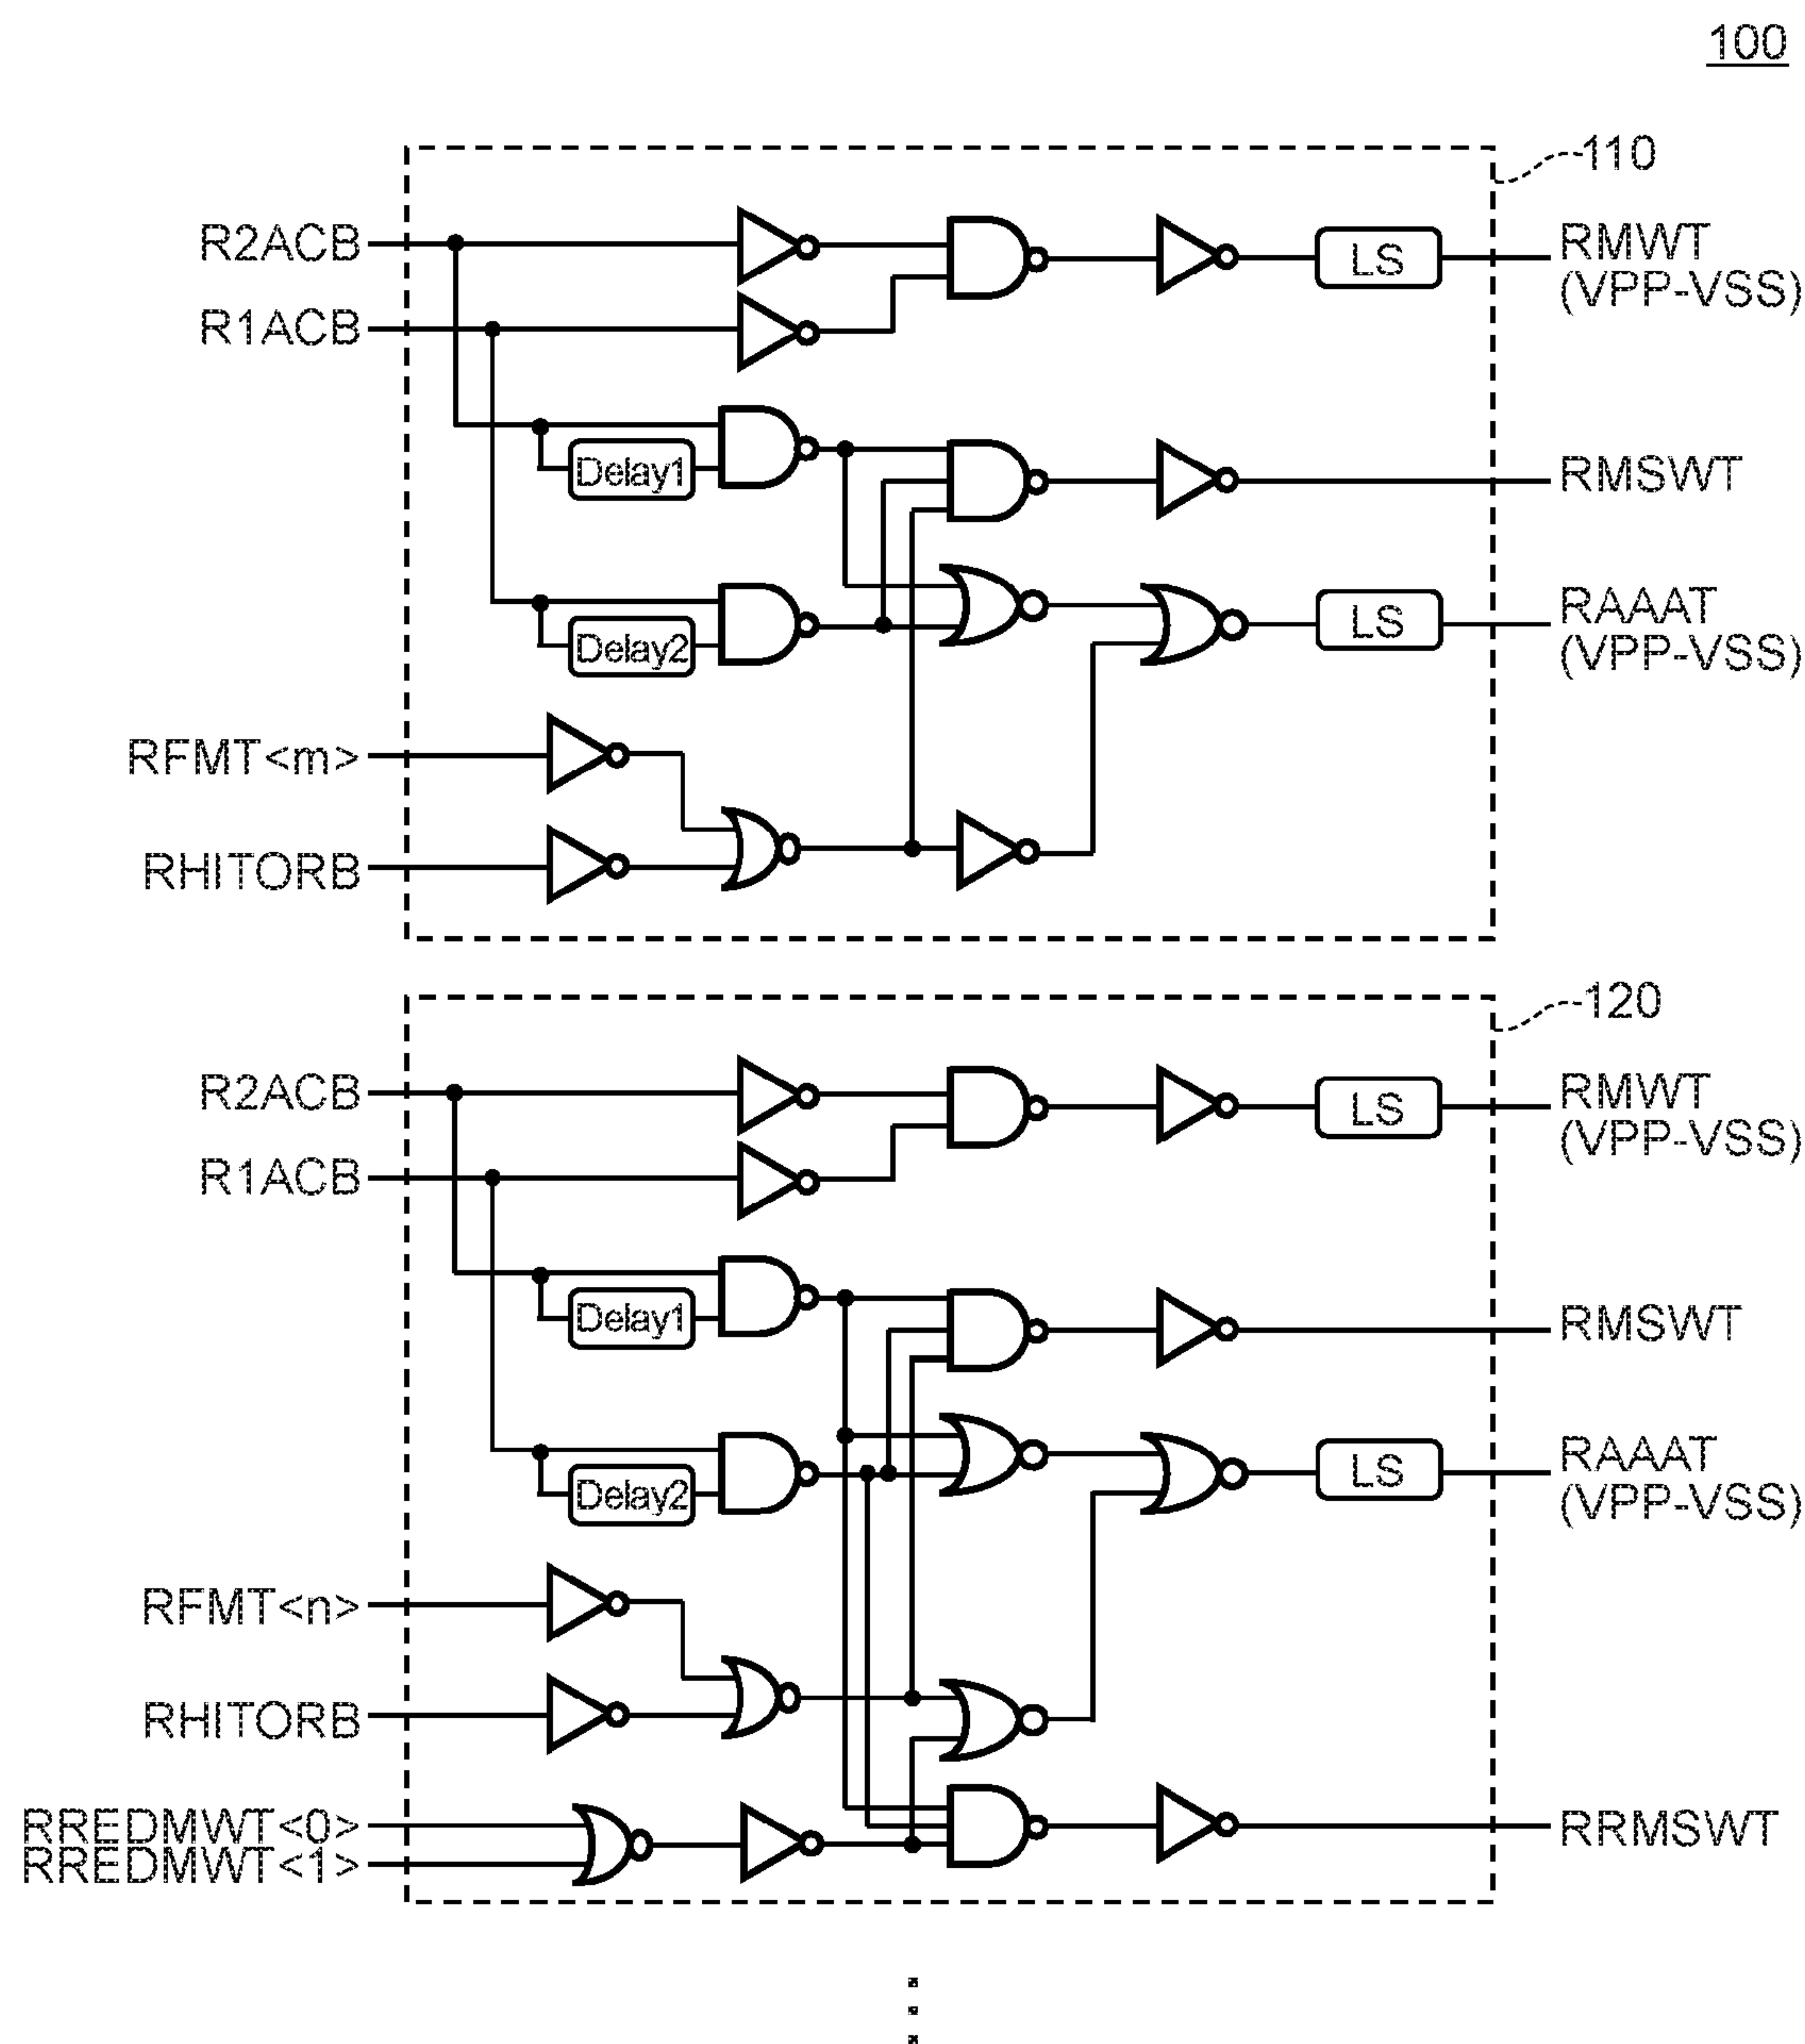 100
110
R2ACB
LS
RMWT
(VPP-VSS)
R1ACB
Delay1
RMSWT
Delay2
LS
RAAAT
(VPP-VSS)
RFMT<m>
RHITORB
120
R2ACB
LS
RMWT
(VPP-VSS)
R1ACB
Delay1
RMSWT
Delay2
LS
RAAAT
(VPP-VSS)
RFMT<n>
RHITORB
RREDMWT<0>
RREDMWT<1>
RRMSWT